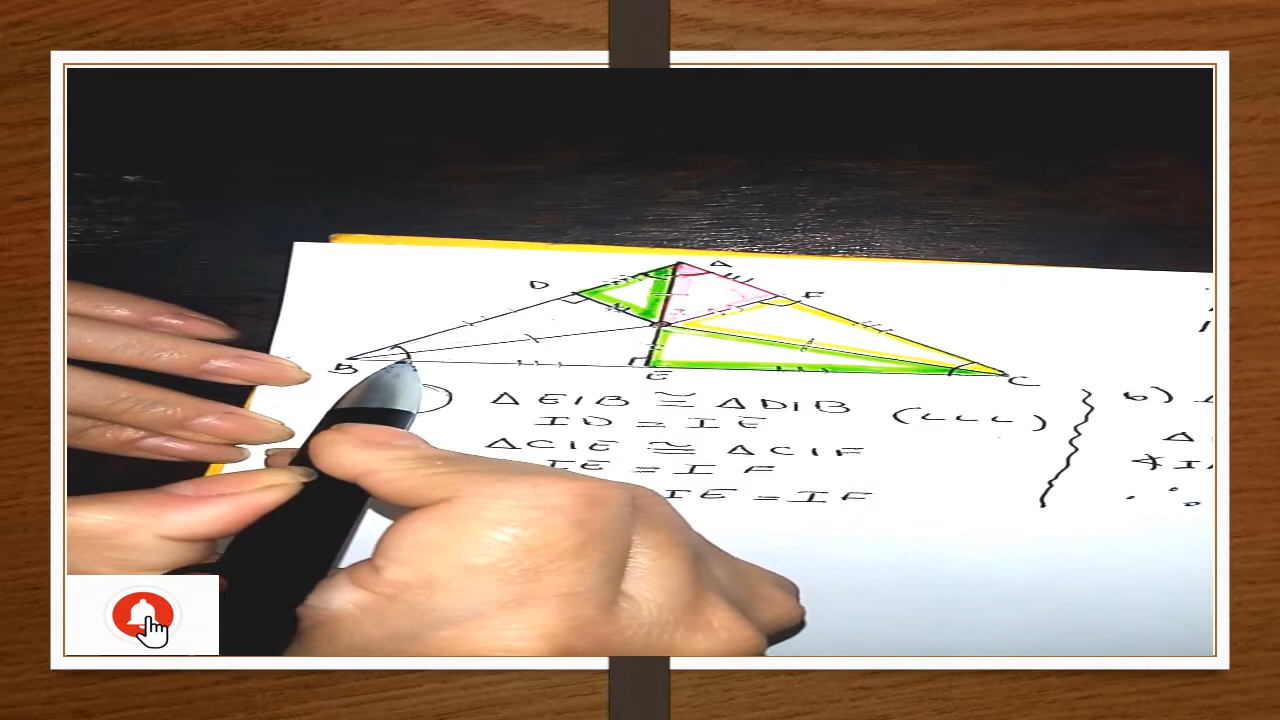 A
D
F
B
E
C
Δ EIB ≅ Δ DIB (LLL)
ID = IE
Δ CIE ≅ Δ CIF
IE = IF
IE = IF
b)
Δ